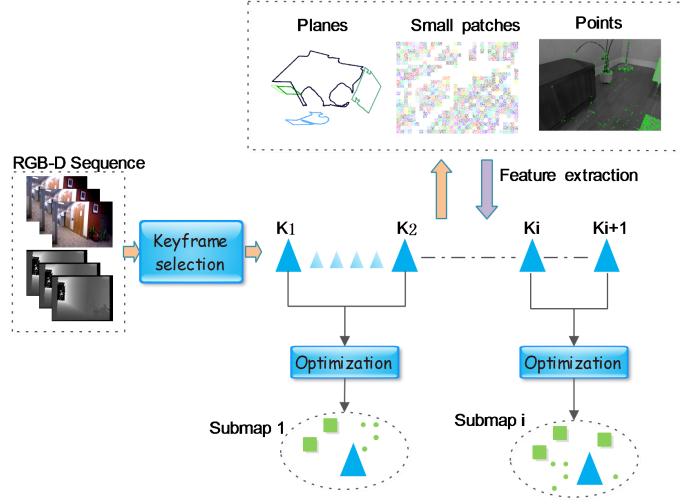 Planes
Small patches
Points
RGB-D Sequence
Feature extraction
Keyframe
selection
K1
K2
Ki
Ki+1
Optimization
Optimization
Submap 1
Submap i